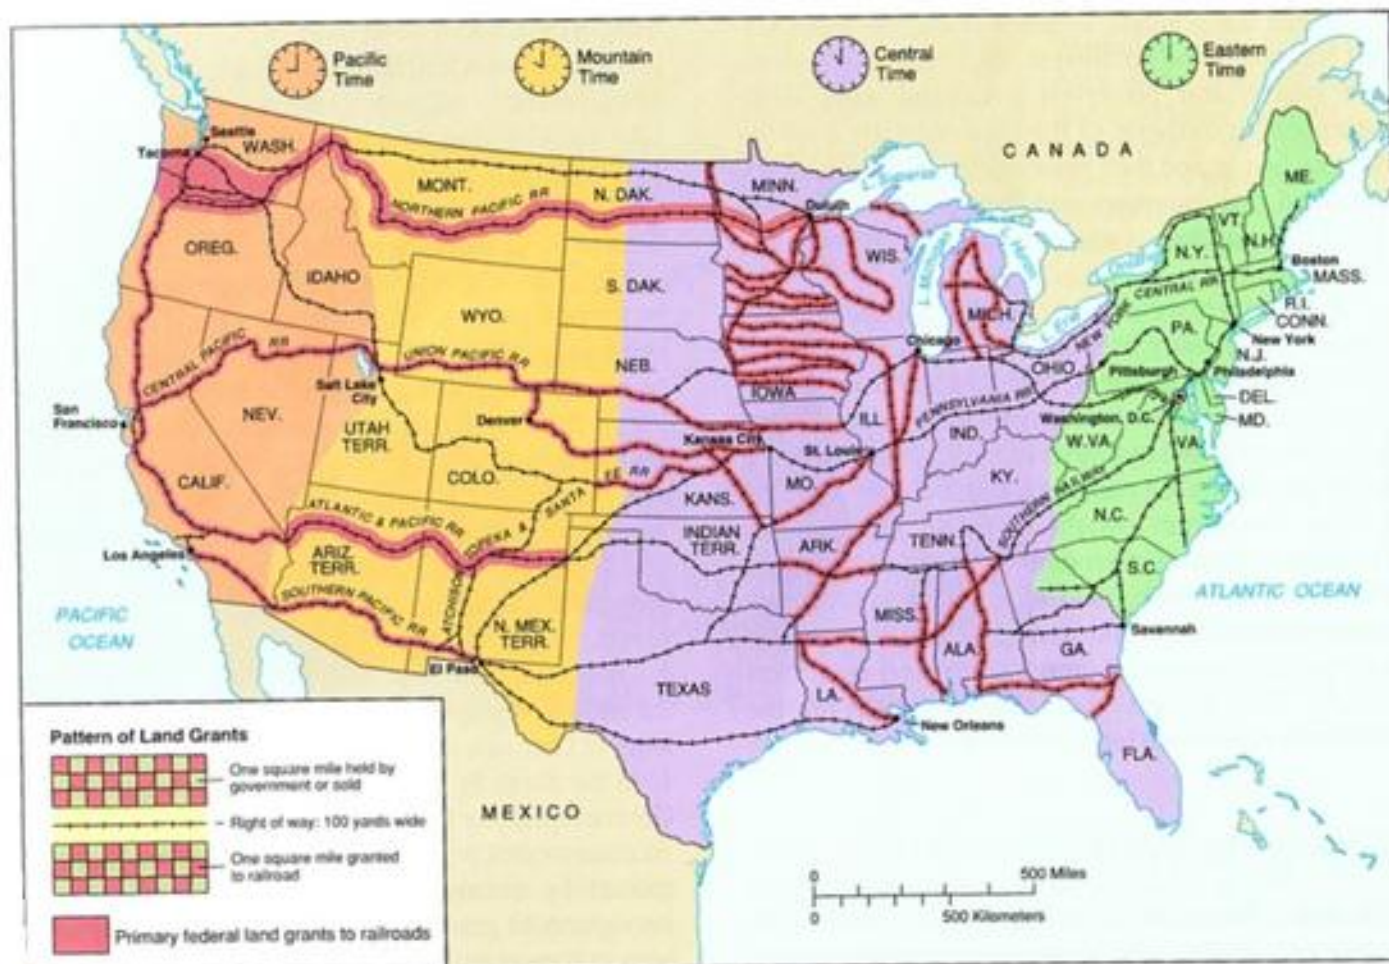 Pacific
Time
Mountain
Time
Central
Time
Eastern
Time
CANADA
Seattle
Tacoma
WASH.
MONT.
NORTHERN PACIFIC RR
N. DAK.
MINN.
L. Superior
Duluth
ME.
VT.
N.H.
N.Y.
Boston
MASS.
OREG.
IDAHO
S. DAK.
WIS.
L. Michigan
L. Huron
MICH.
L. Ontario
L. Erie
NEW YORK CENTRAL RR
R.I.
CONN.
WYO.
PA.
New York
N.J.
CENTRAL PACIFIC RR
UNION PACIFIC RR
NEB.
Chicago
OHIO
Pittsburgh
Philadelphia
Salt Lake
City
IOWA
DEL.
San
Francisco
NEV.
UTAH
TERR.
Denver
ILL.
PENNSYLVANIA RR
Washington, D.C.
MD.
Kansas City
St. Louis
IND.
W.VA.
VA.
CALIF.
COLO.
KANS.
MO.
KY.
ATCHISON TOPEKA & SANTA FE RR
ATLANTIC & PACIFIC RR
SOUTHERN RAILWAY
N.C.
Los Angeles
ARIZ.
TERR.
INDIAN
TERR.
ARK.
TENN.
S.C.
ATLANTIC OCEAN
PACIFIC
OCEAN
SOUTHERN PACIFIC RR
N. MEX.
TERR.
MISS.
Savannah
El Paso
ALA.
GA.
TEXAS
LA.
New Orleans
FLA.
MEXICO
Pattern of Land Grants
One square mile held by
government or sold
Right of way: 100 yards wide
One square mile granted
to railroad
Primary federal land grants to railroads
0 500 Miles
0 500 Kilometers